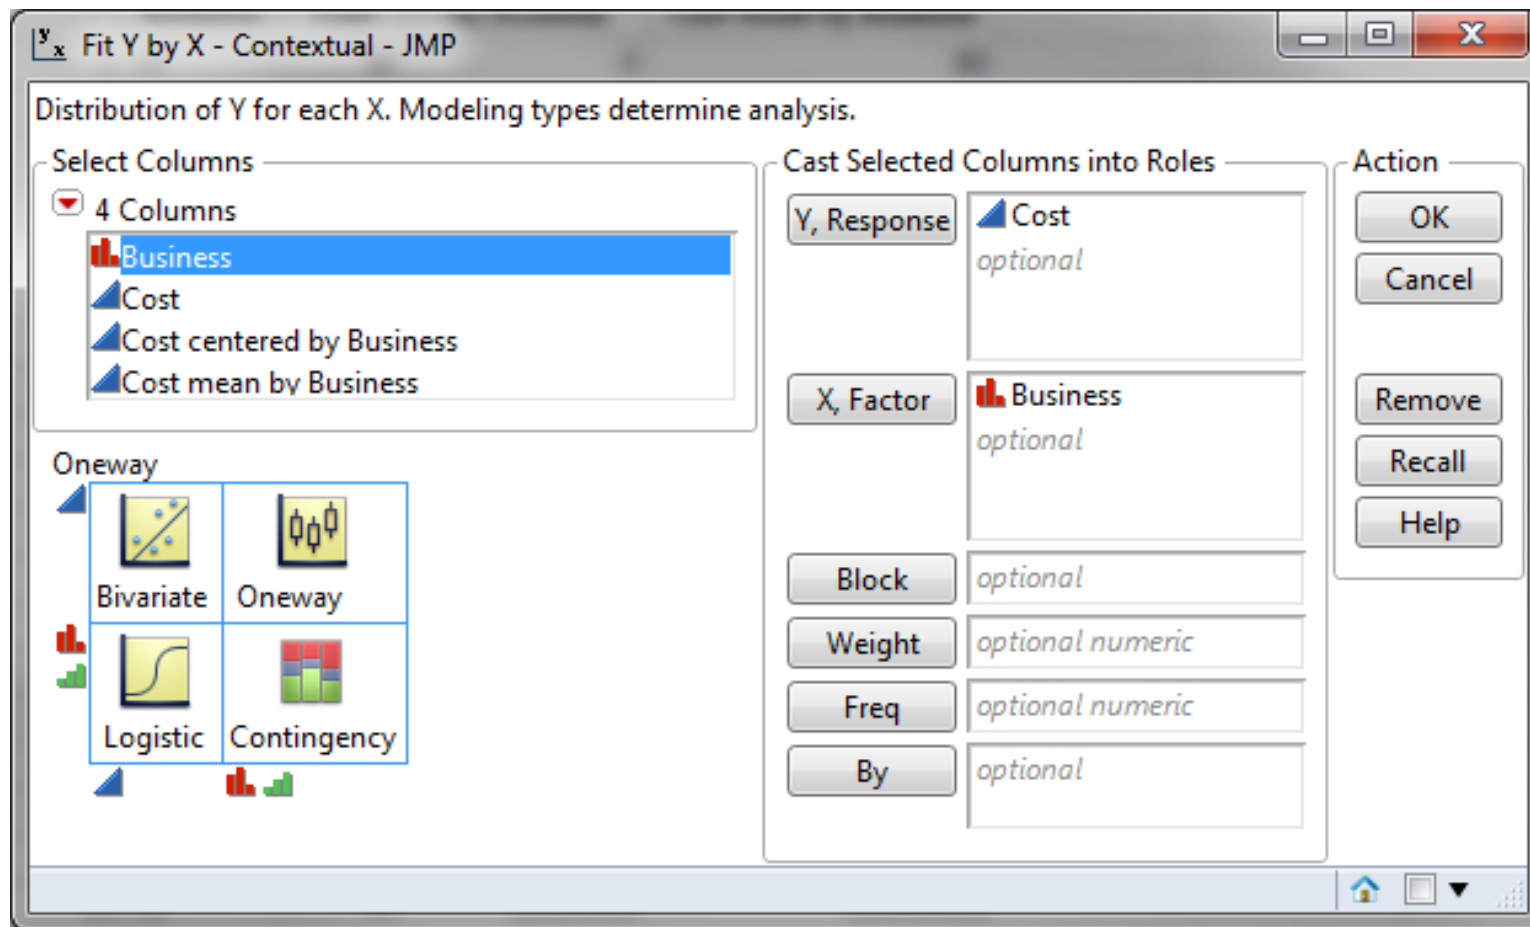 Fit Y by X - Contextual - JMP
Distribution of Y for each X. Modeling types determine analysis.
Select Columns
4 Columns
Business
Cost
Cost centered by Business
Cost mean by Business
Oneway
Bivariate
Oneway
Logistic
Contingency
Cast Selected Columns into Roles
Y, Response
Cost
optional
X, Factor
Business
optional
Block
optional
Weight
optional numeric
Freq
optional numeric
By
optional
Action
OK
Cancel
Remove
Recall
Help